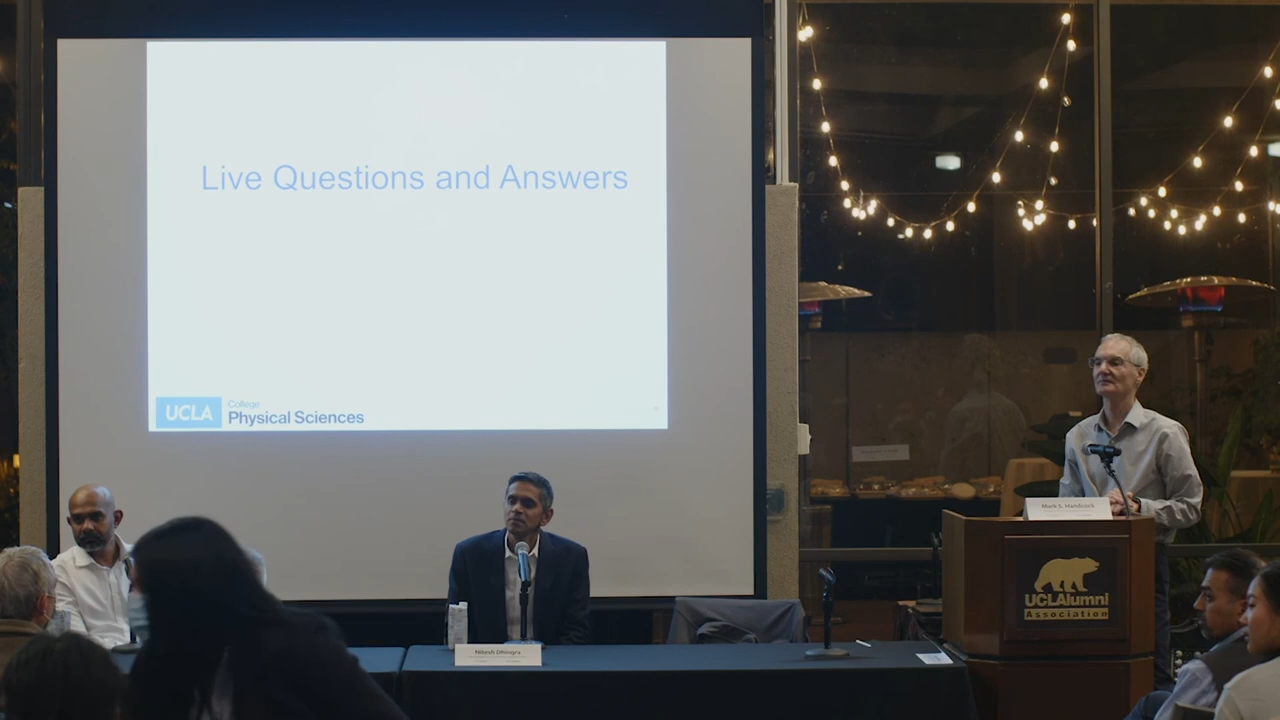 Live Questions and Answers
UCLA
College
Physical Sciences
Mark S. Handcock
Nitesh Dhingra
UCLAlumni
Association